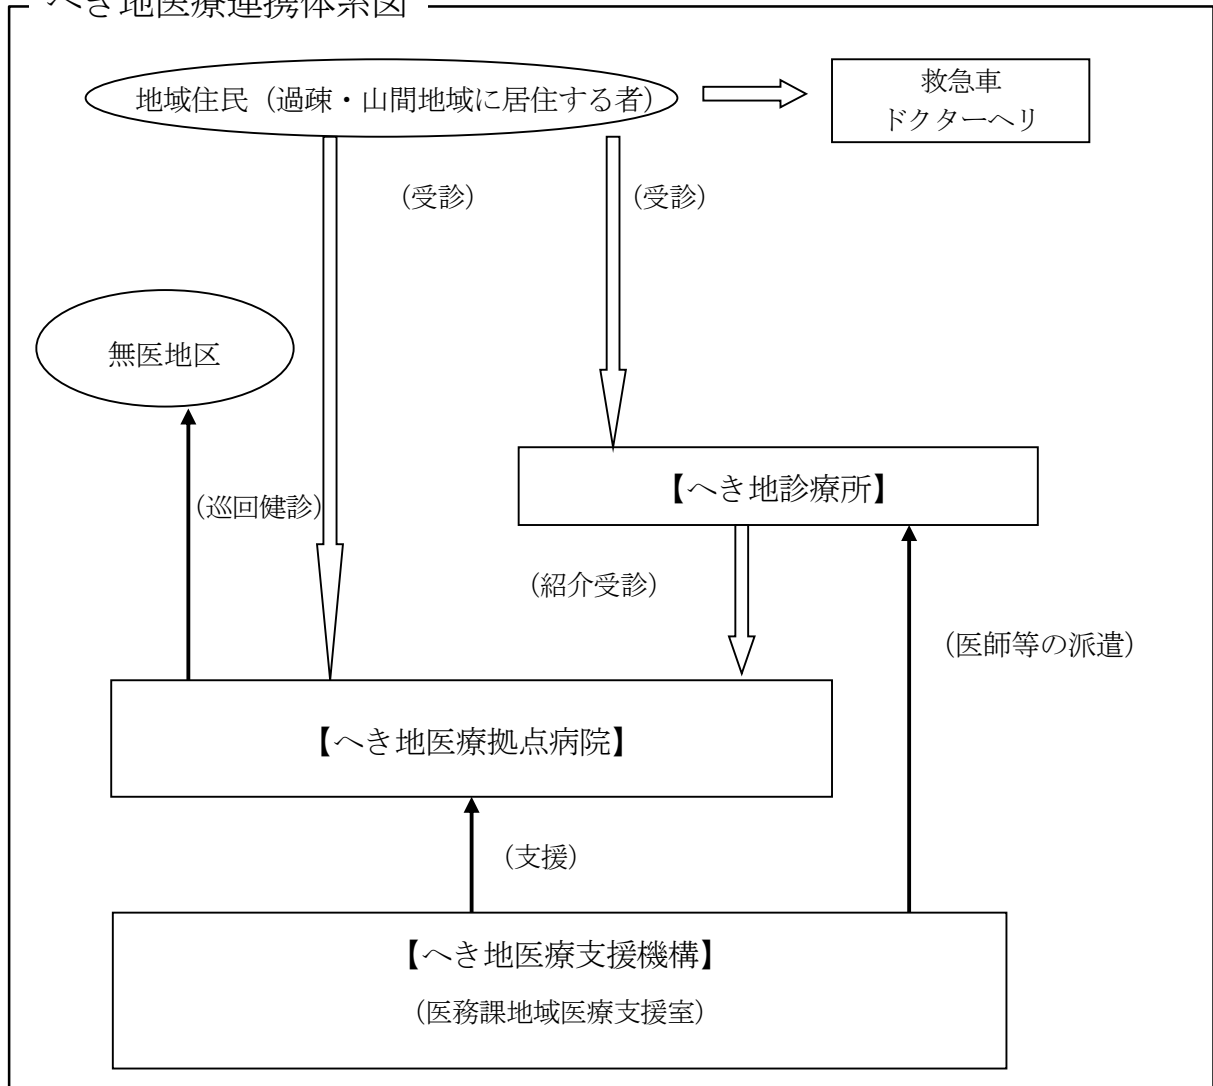 へき地医療連携体系図
地域住民（過疎・山間地域に居住する者）
救急車
ドクターヘリ
（受診）
（受診）
無医地区
（巡回健診）
【へき地診療所】
（紹介受診）
（医師等の派遣）
【へき地医療拠点病院】
（支援）
【へき地医療支援機構】
（医務課地域医療支援室）